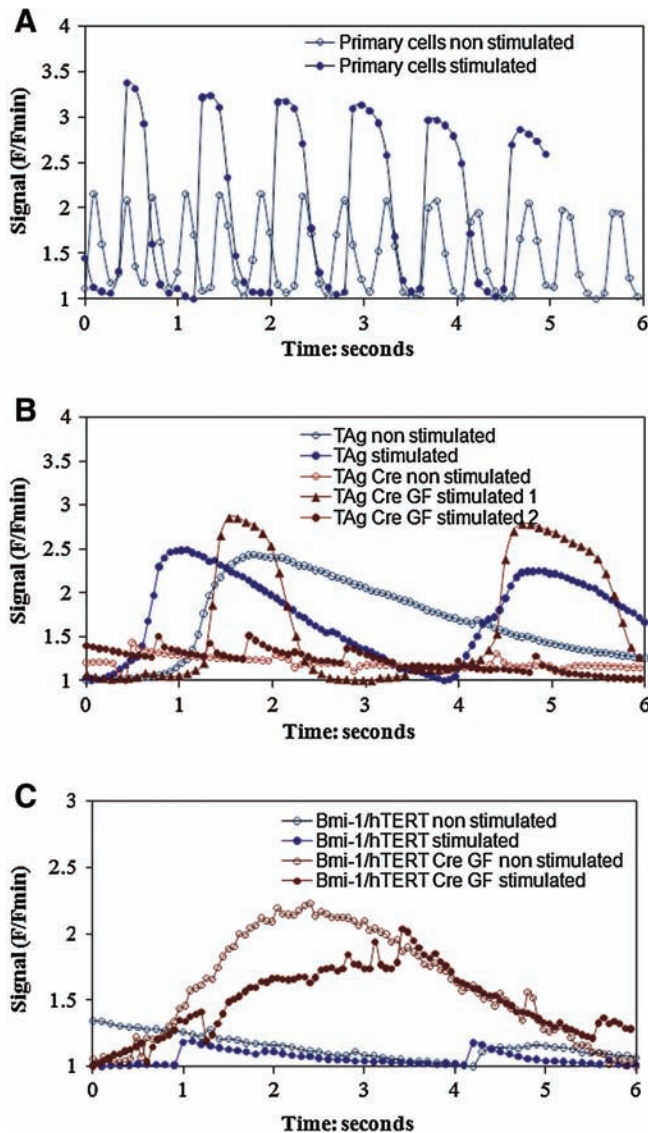 A
Signal (F/Fmin)
4
3.5
3
2.5
2
1.5
1
Primary cells non stimulated
Primary cells stimulated
0 1 2 3 4 5 6
Time: seconds
B
Signal (F/Fmin)
4
3.5
3
2.5
2
1.5
1
TAg non stimulated
TAg stimulated
TAg Cre non stimulated
TAg Cre GF stimulated 1
TAg Cre GF stimulated 2
0 1 2 3 4 5 6
Time: seconds
C
Signal (F/Fmin)
3
2.5
2
1.5
1
Bmi-1/hTERT non stimulated
Bmi-1/hTERT stimulated
Bmi-1/hTERT Cre GF non stimulated
Bmi-1/hTERT Cre GF stimulated
0 1 2 3 4 5 6
Time: seconds